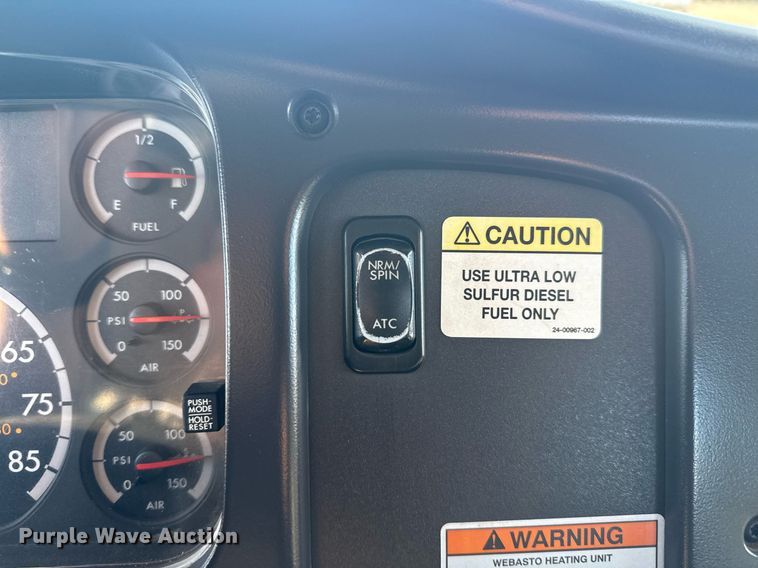 1/2
E F
FUEL
50 100
PSI
0 150
AIR
PUSH-
MODE
HOLD-
RESET
50 100
PSI
0 150
AIR
65
75
85
NRM/
SPIN
ATC
CAUTION
USE ULTRA LOW
SULFUR DIESEL
FUEL ONLY
24-00967-002
WARNING
WEBASTO HEATING UNIT
Purple Wave Auction